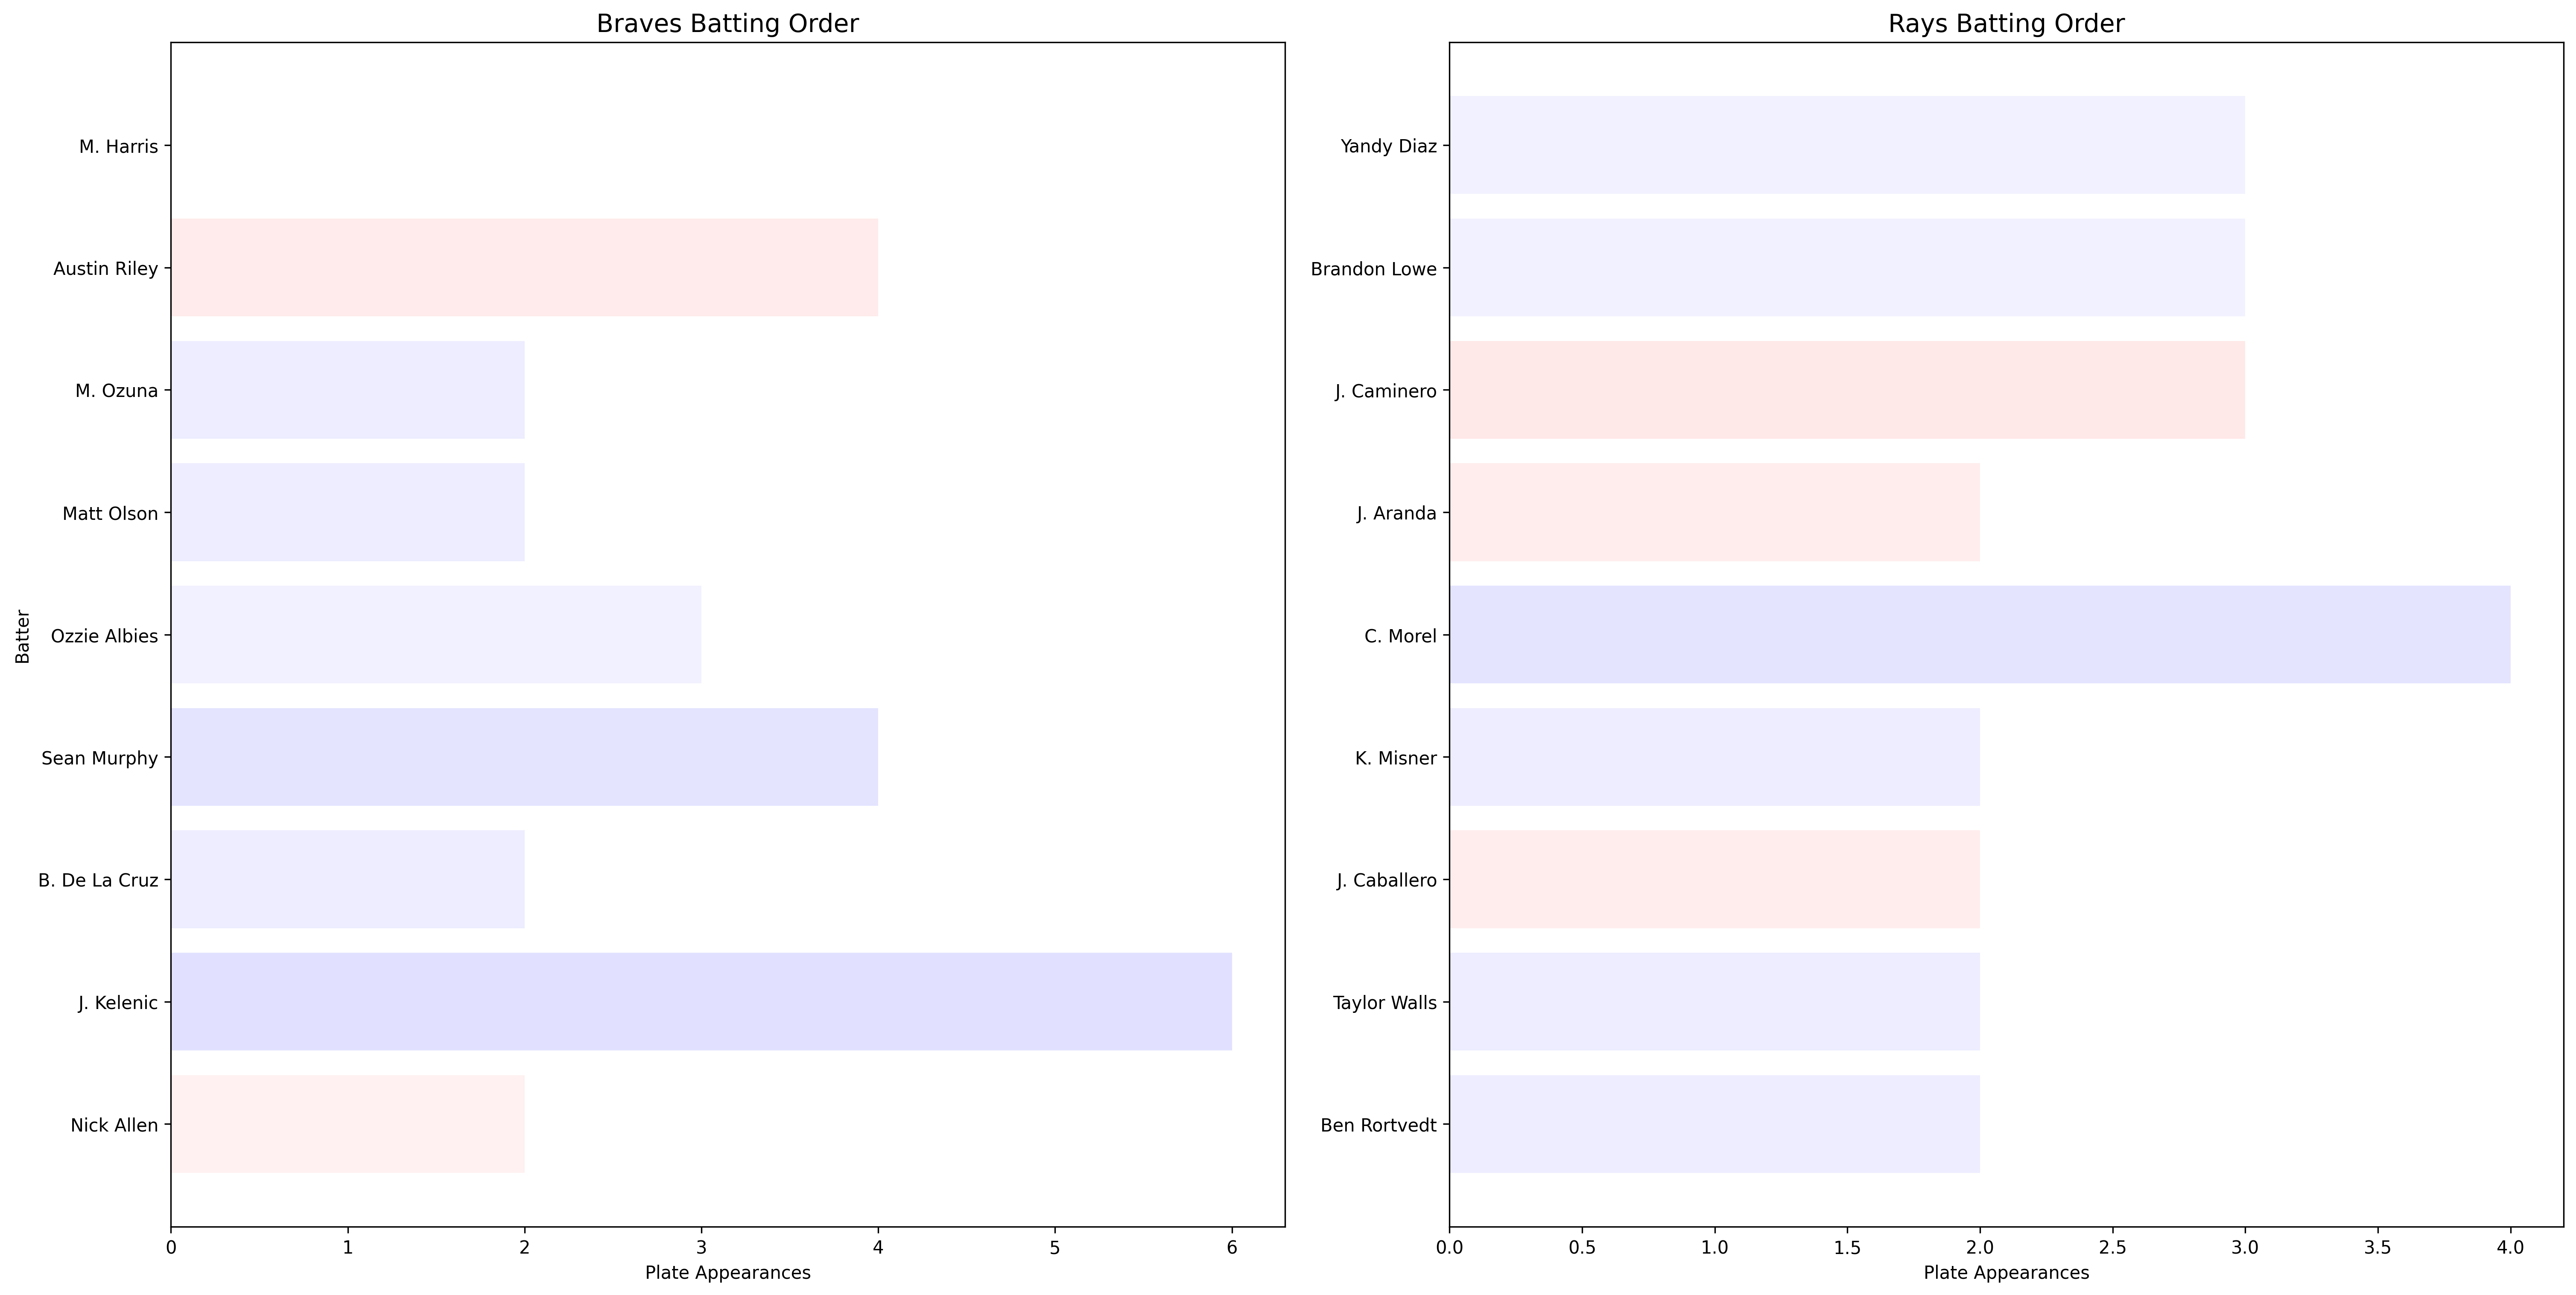 Braves Batting Order
Batter
M. Harris
Austin Riley
M. Ozuna
Matt Olson
Ozzie Albies
Sean Murphy
B. De La Cruz
J. Kelenic
Nick Allen
0 1 2 3 4 5 6
Plate Appearances
Rays Batting Order
Yandy Diaz
Brandon Lowe
J. Caminero
J. Aranda
C. Morel
K. Misner
J. Caballero
Taylor Walls
Ben Rortvedt
0.0 0.5 1.0 1.5 2.0 2.5 3.0 3.5 4.0
Plate Appearances